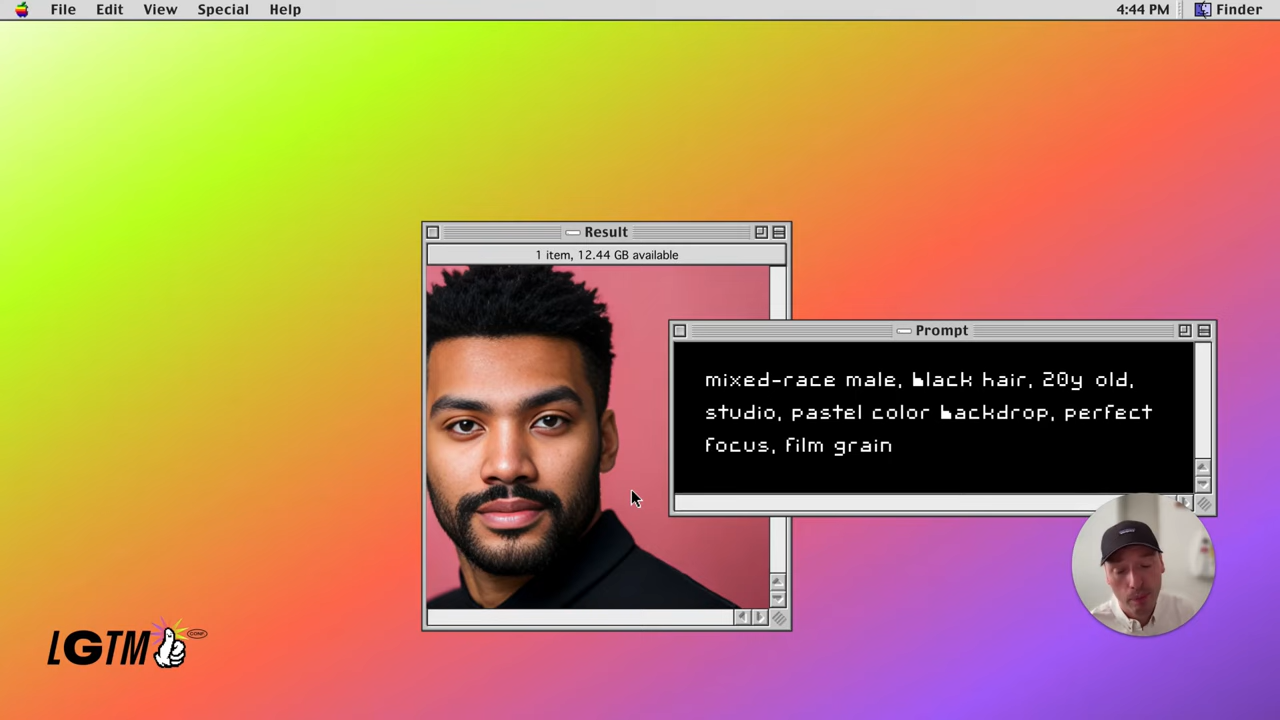 File Edit View Special Help 4:44 PM Finder
Result
1 item, 12.44 GB available
Prompt
mixed-race male, black hair, 20y old,
studio, pastel color backdrop, perfect
focus, film grain
LGTM CONF